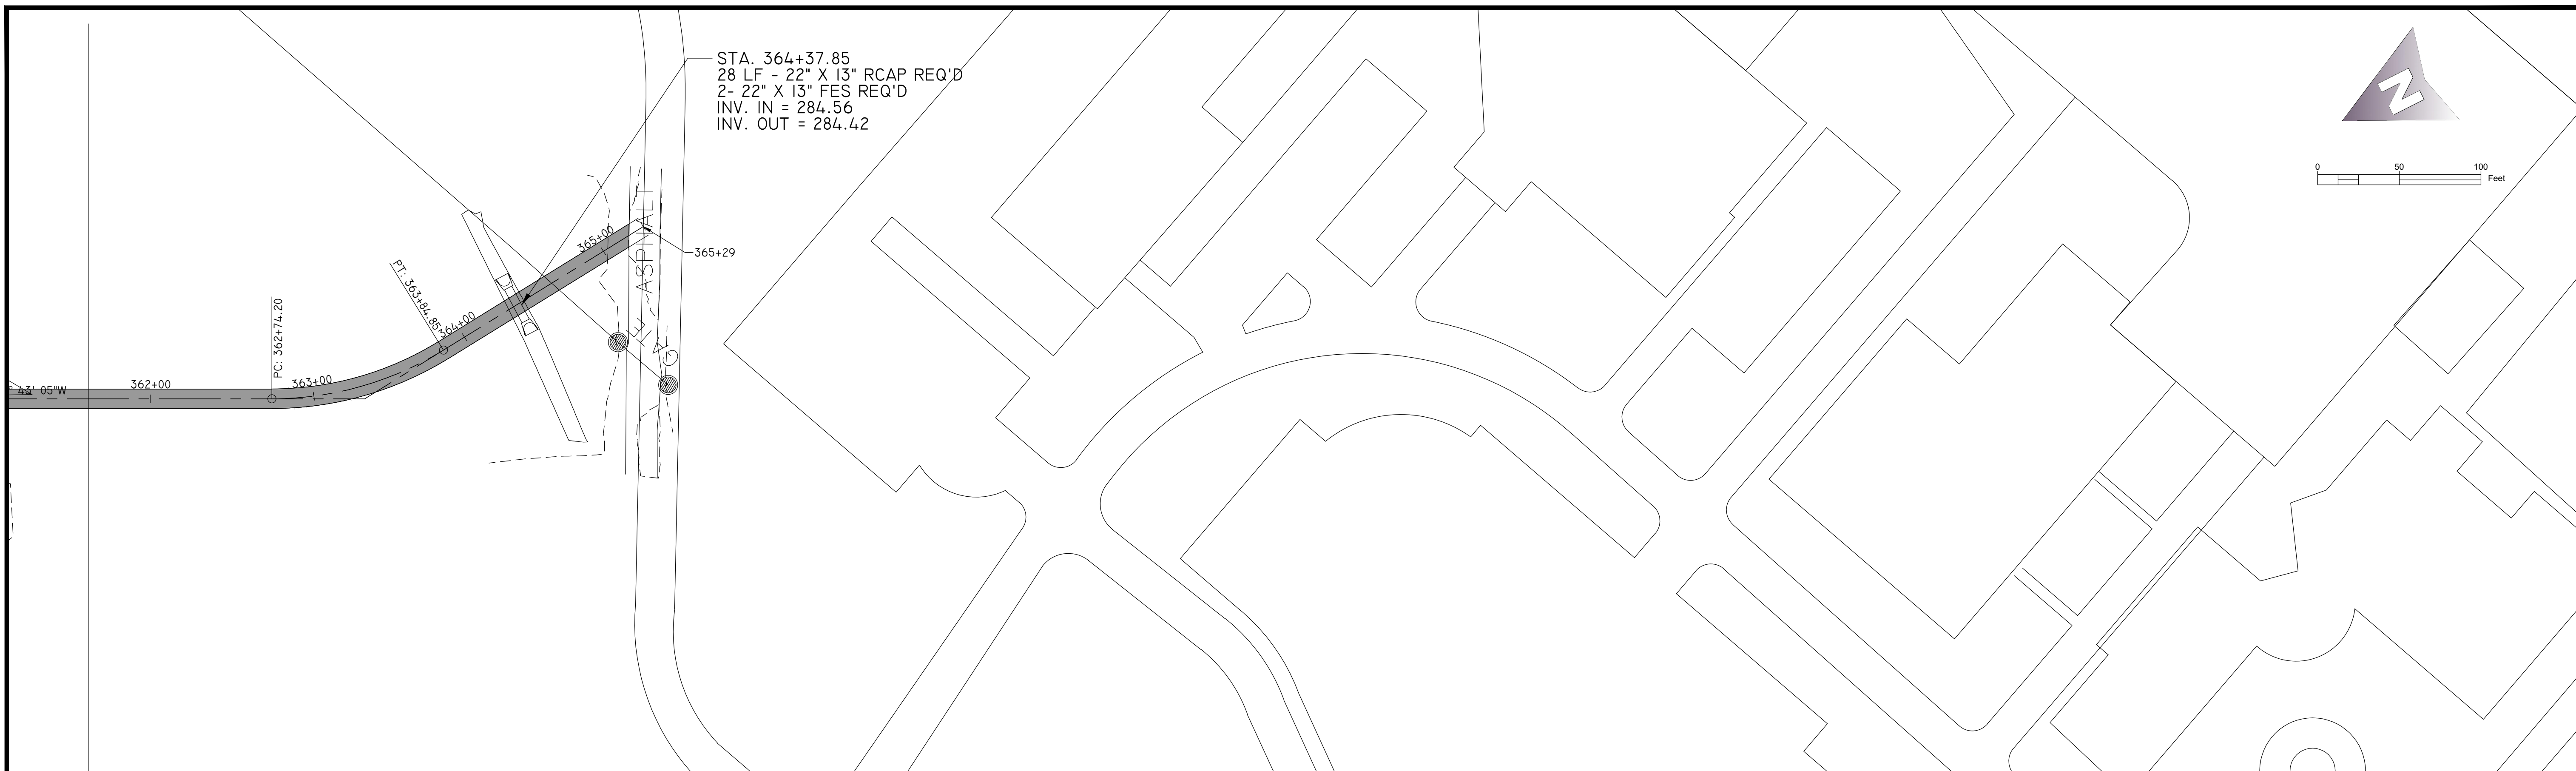 STA. 364+37.85
28 LF - 22" X 13" RCAP REQ'D
2- 22" X 13" FES REQ'D
INV. IN = 284.56
INV. OUT = 284.42
N
0 50 100
Feet
365+00
365+29
ASPHALT
PT: 363+84.85
364+00
PC: 362+74.20
363+00
362+00
43' 05"W